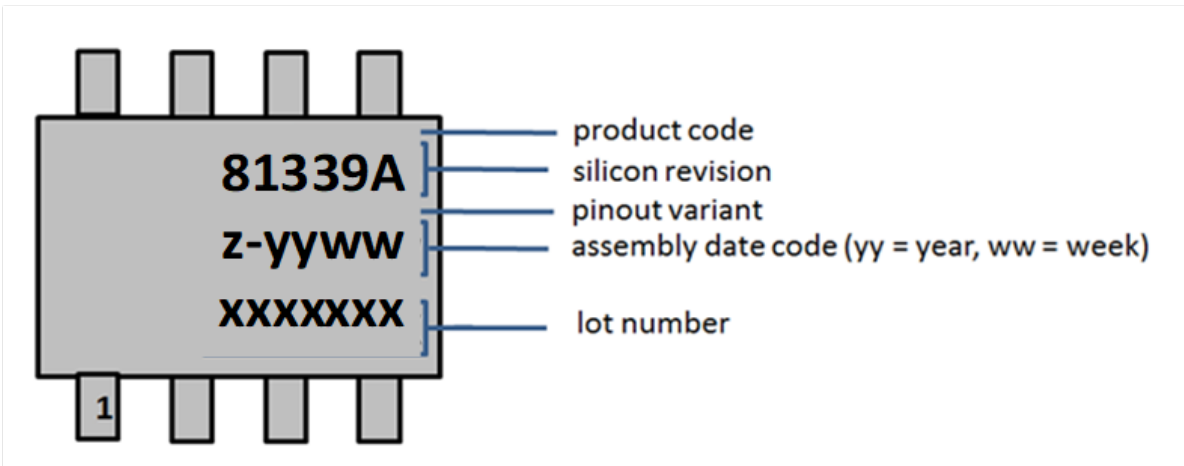 81339A
z-yyww
xxxxxxx
1
product code
silicon revision
pinout variant
assembly date code (yy = year, ww = week)
lot number